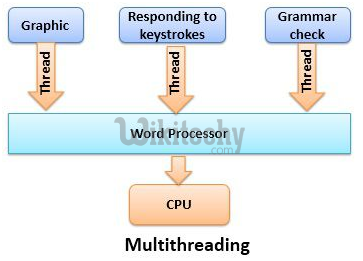 Graphic
Responding to
keystrokes
Grammar
check
Thread
Thread
Thread
Wikitechy
.com
Word Processor
CPU
Multithreading